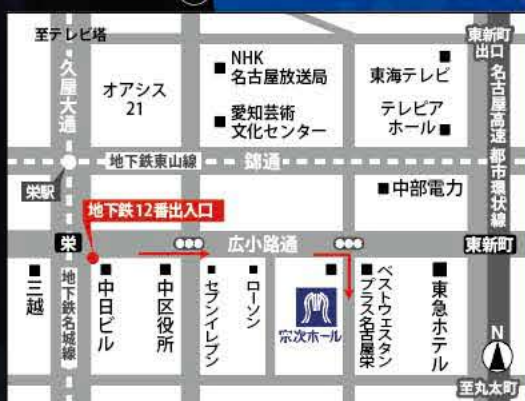 至テレビ塔
久屋大通
オアシス
21
NHK
名古屋放送局
愛知芸術
文化センター
東海テレビ
テレピア
ホール
東新町
出口
名古屋高速 都市環状線
地下鉄東山線
錦通
栄駅
中部電力
地下鉄12番出入口
栄
広小路通
東新町
三越
地下鉄名城線
中日ビル
中区役所
セブンイレブン
ローソン
宗次ホール
ベストウェスタン
プラス名古屋栄
東急ホテル
N
至丸太町